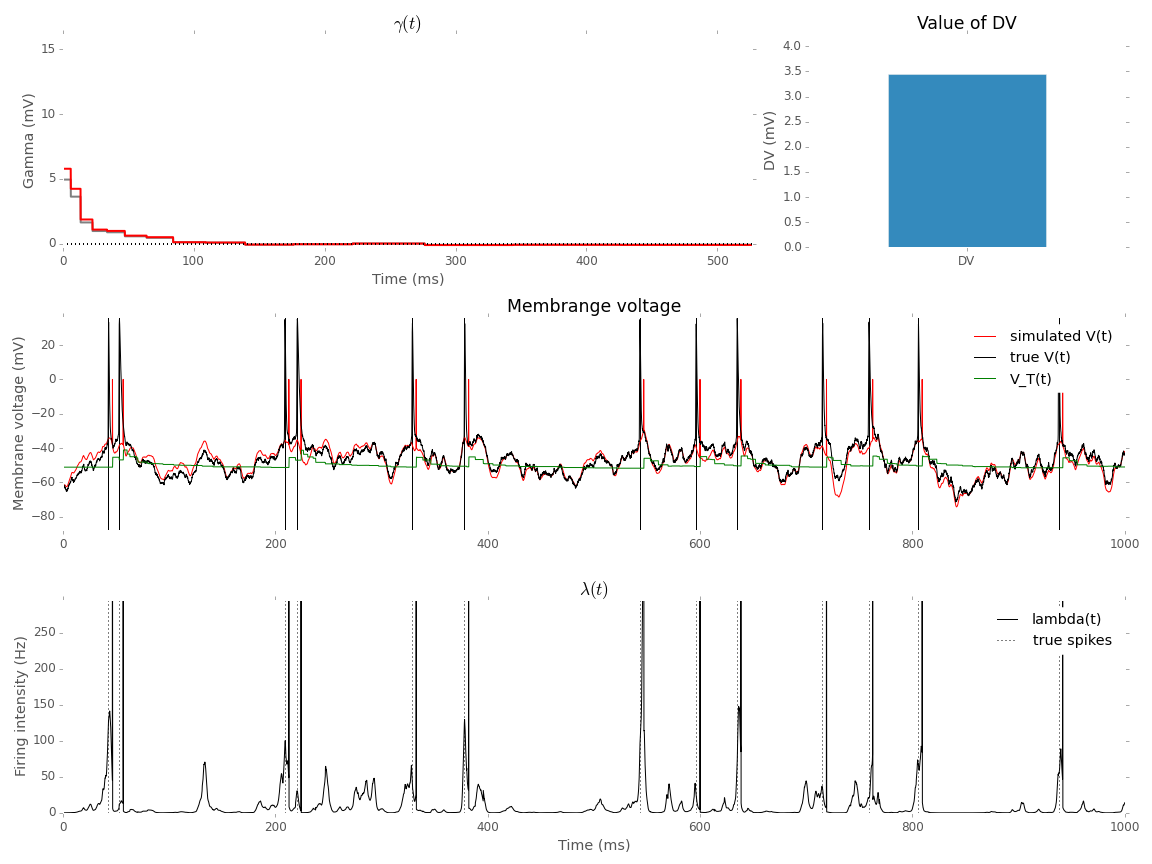 γ(t)
Value of DV
15
10
5
0
Gamma (mV)
0 100 200 300 400 500
Time (ms)
4.0
3.5
3.0
2.5
2.0
1.5
1.0
0.5
0.0
DV (mV)
DV
Membrange voltage
20
0
−20
−40
−60
−80
Membrane voltage (mV)
simulated V(t)
true V(t)
V_T(t)
0 200 400 600 800 1000
λ(t)
250
200
150
100
50
0
Firing intensity (Hz)
lambda(t)
true spikes
0 200 400 600 800 1000
Time (ms)